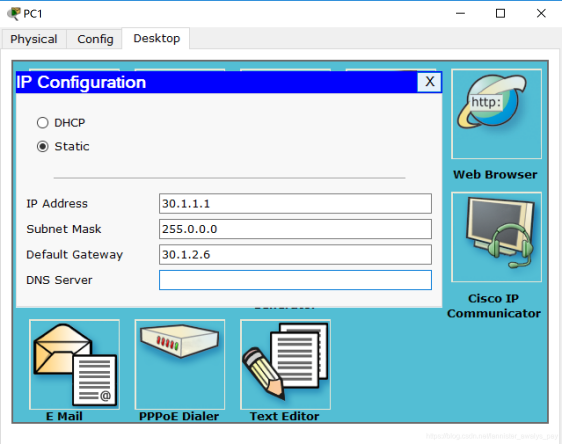 PC1
Physical Config Desktop
IP Configuration X
DHCP
Static
IP Address 30.1.1.1
Subnet Mask 255.0.0.0
Default Gateway 30.1.2.6
DNS Server
http:
Web Browser
Cisco IP
Communicator
@
E Mail PPPoE Dialer Text Editor